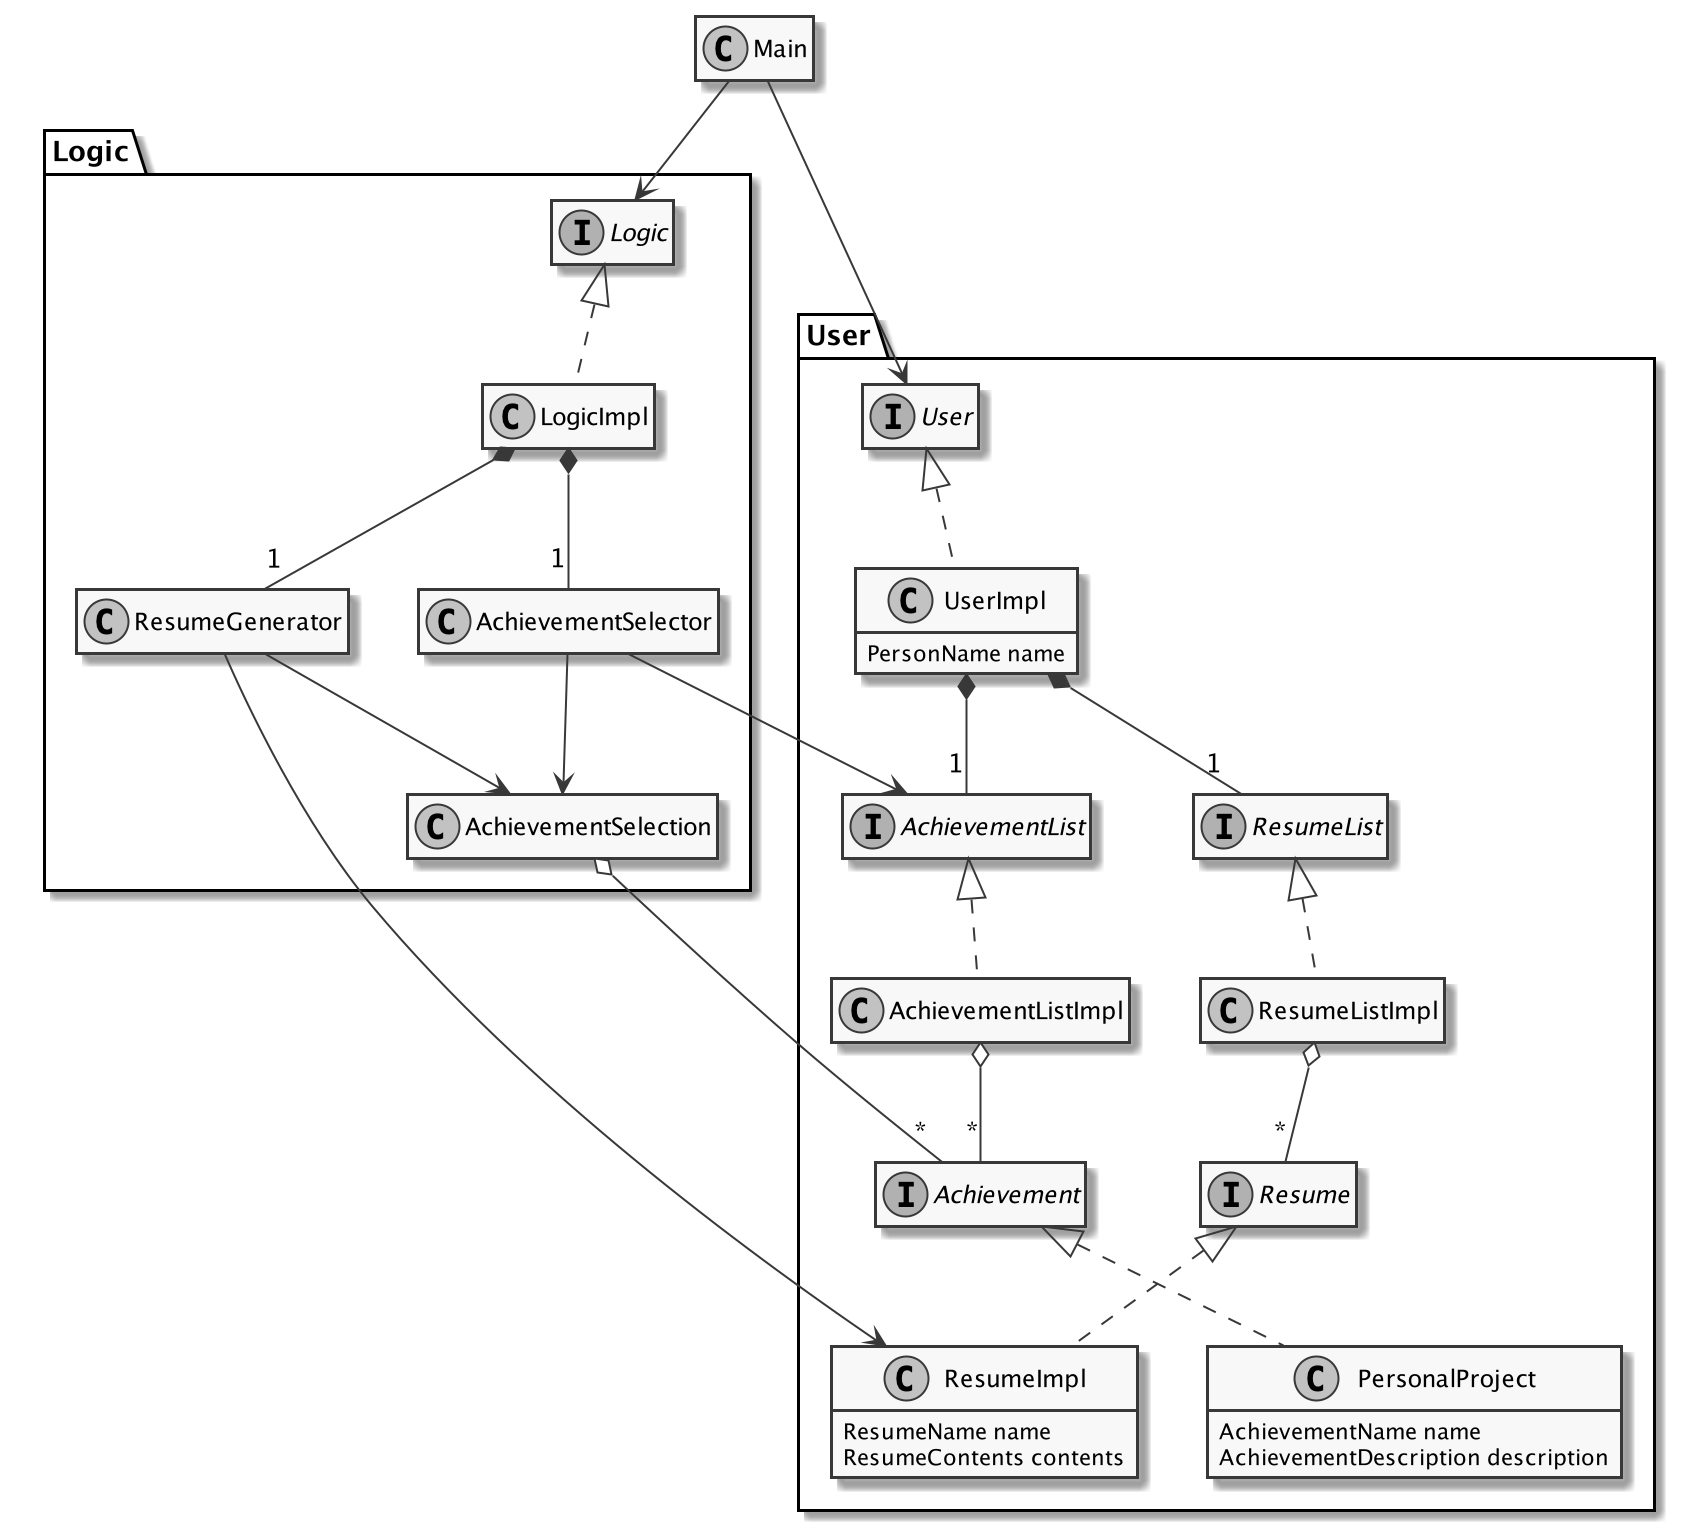 C Main
Logic
I Logic
C LogicImpl
User
I User
1
1
C ResumeGenerator
C AchievementSelector
C UserImpl
PersonName name
1
1
C AchievementSelection
I AchievementList
I ResumeList
C AchievementListImpl
C ResumeListImpl
*
*
*
I Achievement
I Resume
C ResumeImpl
ResumeName name
ResumeContents contents
C PersonalProject
AchievementName name
AchievementDescription description